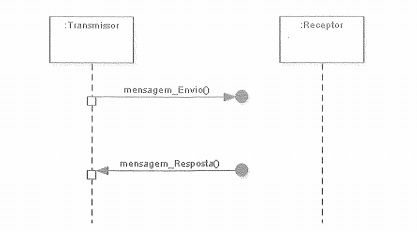 :Transmissor
:Receptor
mensagem_Envio()
mensagem_Resposta()